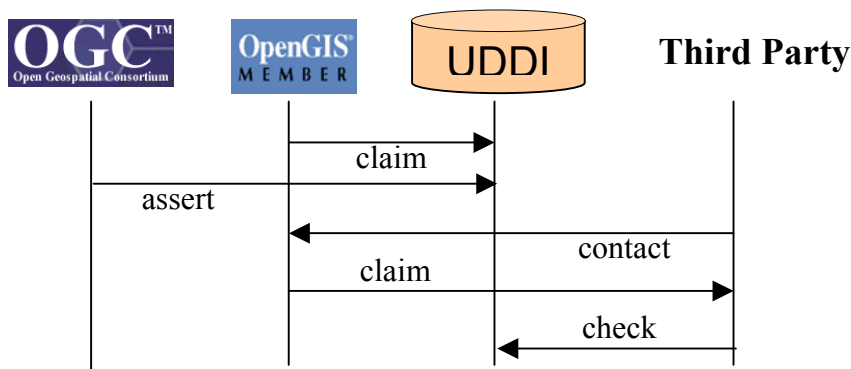 OGC™
Open Geospatial Consortium
OpenGIS®
MEMBER
UDDI
Third Party
claim
assert
contact
claim
check